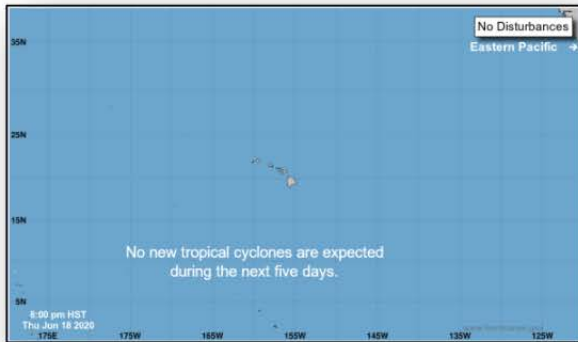 No Disturbances
Eastern Pacific →
35N
25N
15N
No new tropical cyclones are expected
during the next five days.
5N
8:00 pm HST
Thu Jun 18 2020
175E
175W
165W
155W
145W
135W
125W